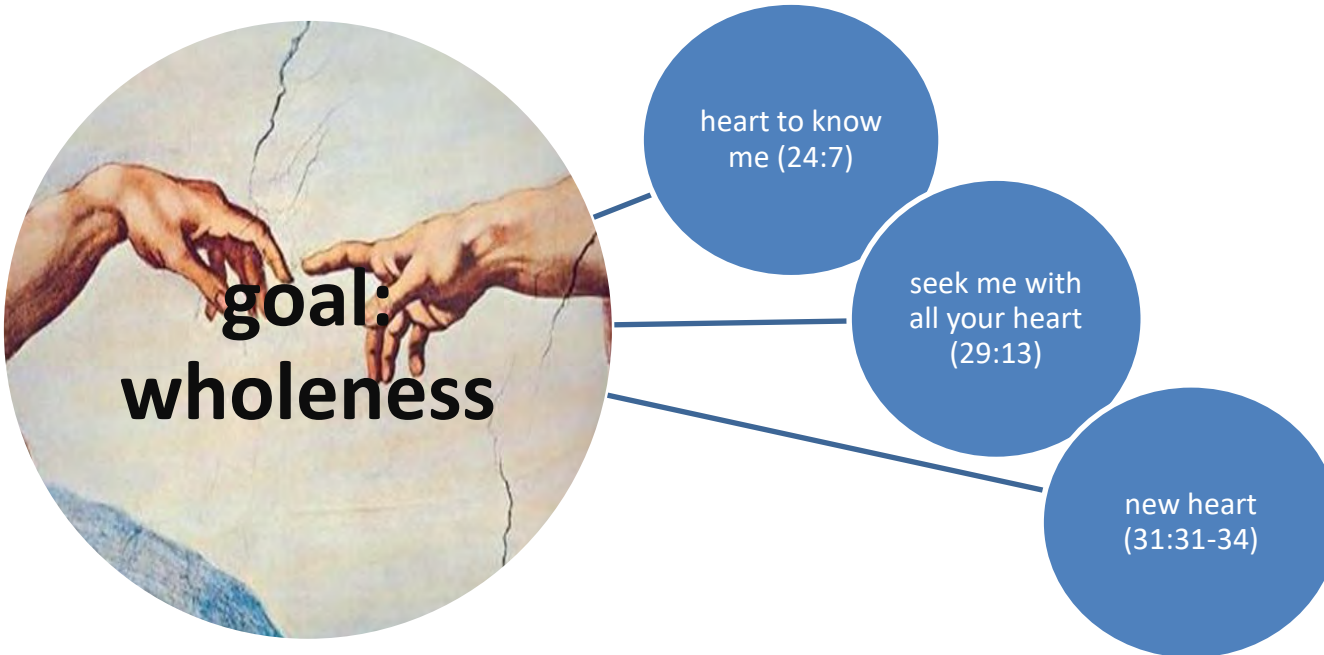 goal:
wholeness
heart to know
me (24:7)
seek me with
all your heart
(29:13)
new heart
(31:31-34)